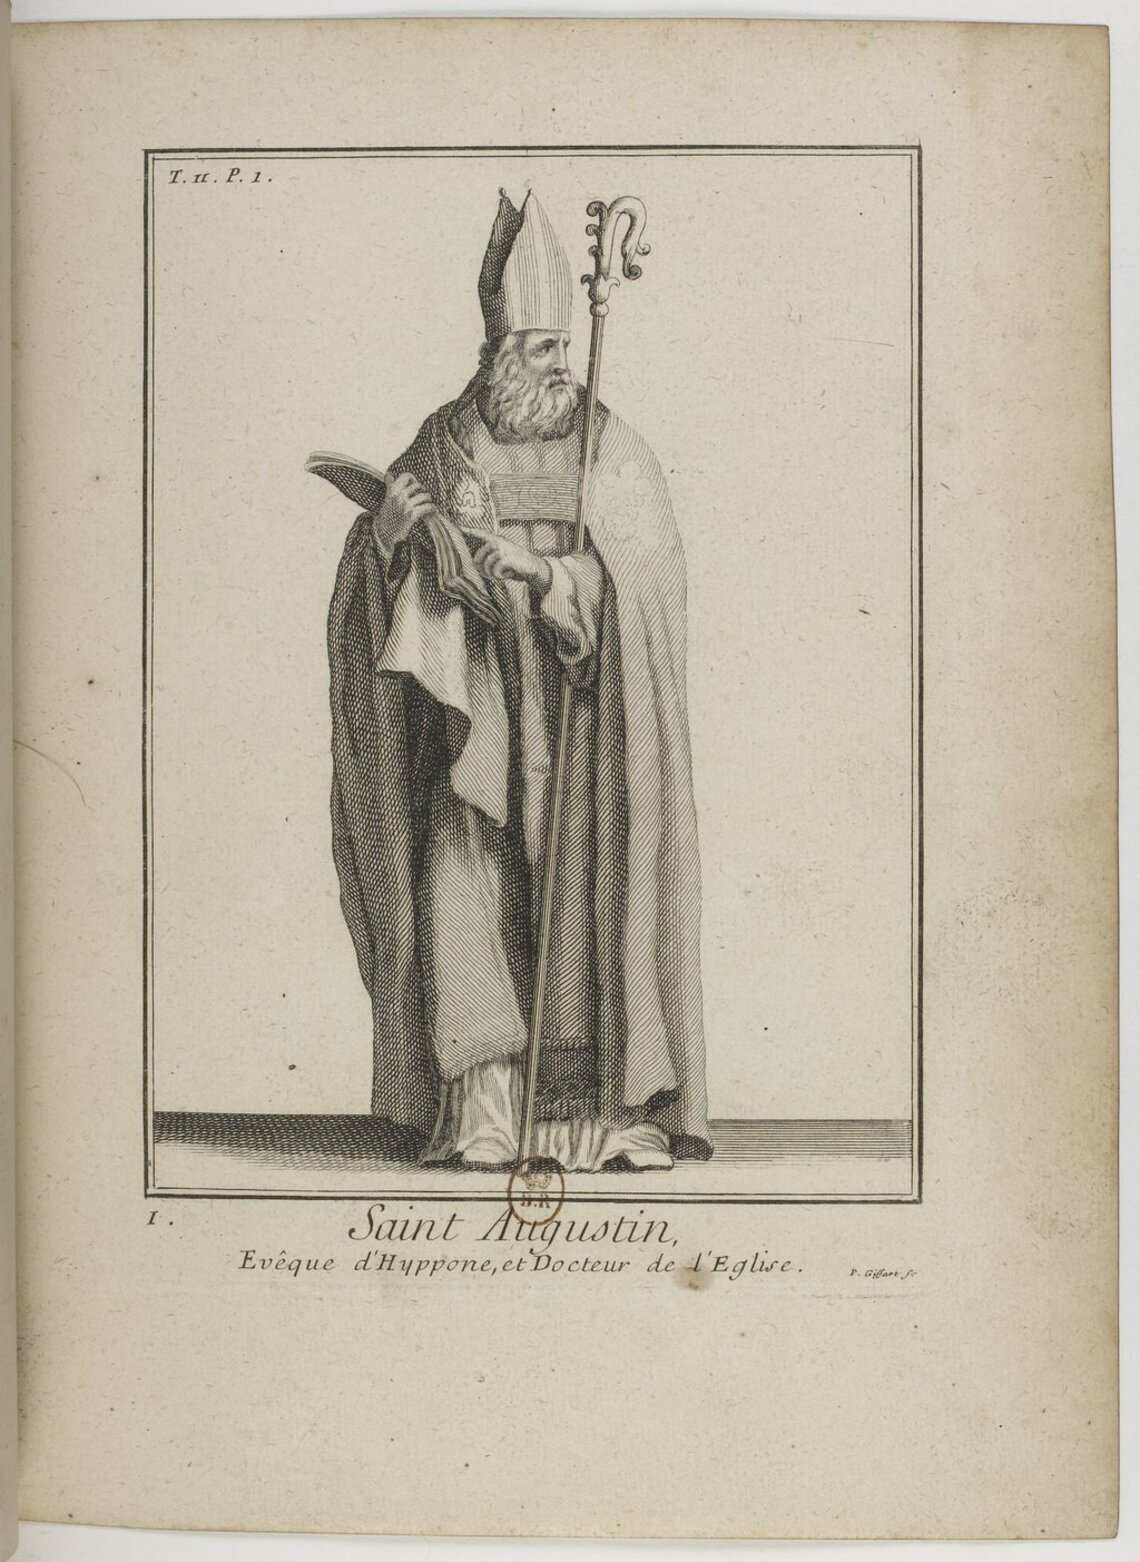 T. II. P. 1.
B.R
1.
Saint Augustin,
Evêque d'Hyppone, et Docteur de l'Eglise.
P. Giffart sc